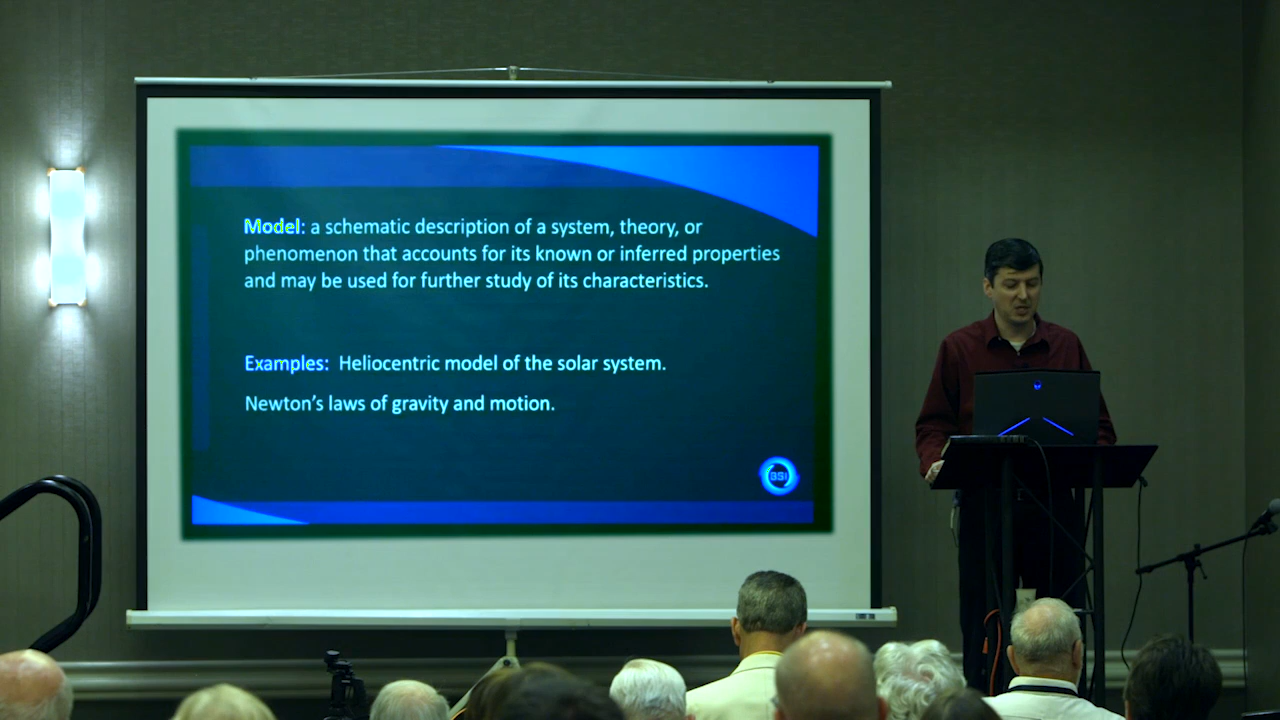 Model: a schematic description of a system, theory, or
phenomenon that accounts for its known or inferred properties
and may be used for further study of its characteristics.
Examples: Heliocentric model of the solar system.
Newton's laws of gravity and motion.
BSI